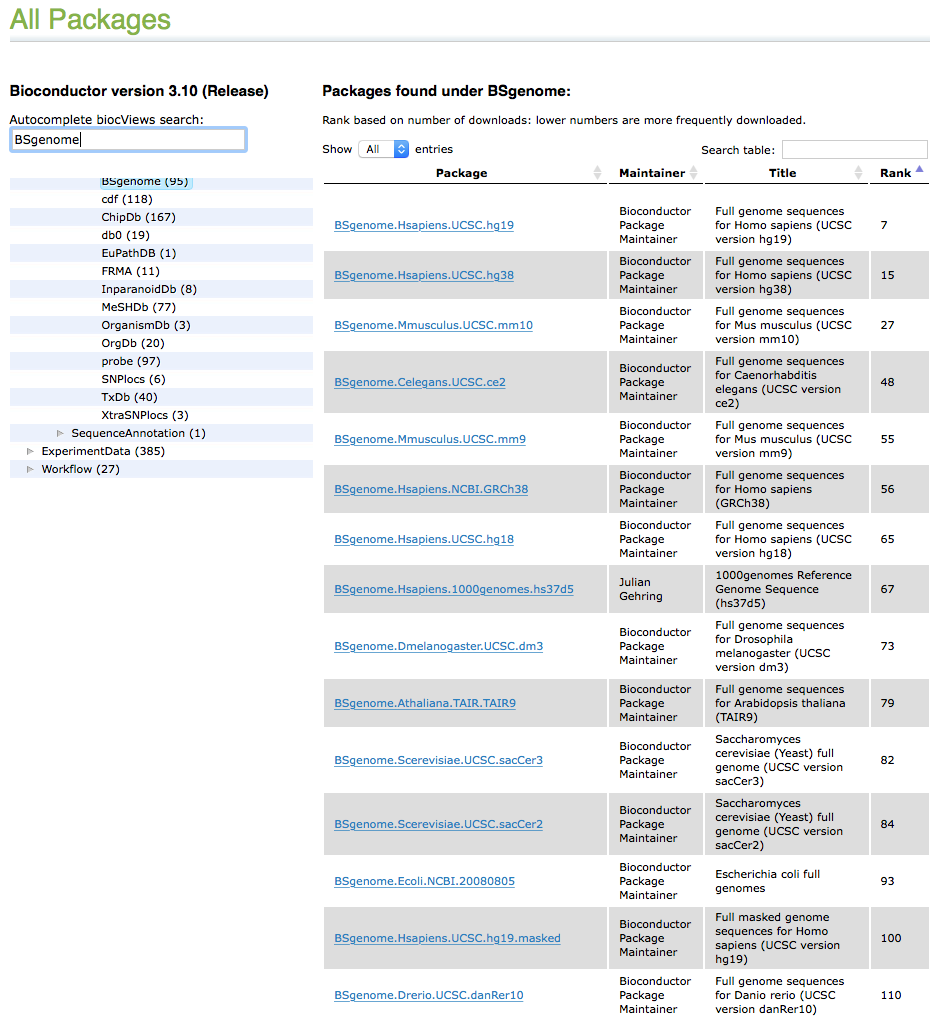 All Packages
Bioconductor version 3.10 (Release)
Autocomplete biocViews search:
BSgenome
BSgenome (95)
cdf (118)
ChipDb (167)
db0 (19)
EuPathDB (1)
FRMA (11)
InparanoidDb (8)
MeSHDb (77)
OrganismDb (3)
OrgDb (20)
probe (97)
SNPlocs (6)
TxDb (40)
XtraSNPlocs (3)
SequenceAnnotation (1)
ExperimentData (385)
Workflow (27)
Packages found under BSgenome:
Rank based on number of downloads: lower numbers are more frequently downloaded.
Show All entries
Search table:
Package Maintainer Title Rank
BSgenome.Hsapiens.UCSC.hg19
Bioconductor
Package
Maintainer
Full genome sequences
for Homo sapiens (UCSC
version hg19)
7
BSgenome.Hsapiens.UCSC.hg38
Bioconductor
Package
Maintainer
Full genome sequences
for Homo sapiens (UCSC
version hg38)
15
BSgenome.Mmusculus.UCSC.mm10
Bioconductor
Package
Maintainer
Full genome sequences
for Mus musculus (UCSC
version mm10)
27
BSgenome.Celegans.UCSC.ce2
Bioconductor
Package
Maintainer
Full genome sequences
for Caenorhabditis
elegans (UCSC version
ce2)
48
BSgenome.Mmusculus.UCSC.mm9
Bioconductor
Package
Maintainer
Full genome sequences
for Mus musculus (UCSC
version mm9)
55
BSgenome.Hsapiens.NCBI.GRCh38
Bioconductor
Package
Maintainer
Full genome sequences
for Homo sapiens
(GRCh38)
56
BSgenome.Hsapiens.UCSC.hg18
Bioconductor
Package
Maintainer
Full genome sequences
for Homo sapiens (UCSC
version hg18)
65
BSgenome.Hsapiens.1000genomes.hs37d5
Julian
Gehring
1000genomes Reference
Genome Sequence
(hs37d5)
67
BSgenome.Dmelanogaster.UCSC.dm3
Bioconductor
Package
Maintainer
Full genome sequences
for Drosophila
melanogaster (UCSC
version dm3)
73
BSgenome.Athaliana.TAIR.TAIR9
Bioconductor
Package
Maintainer
Full genome sequences
for Arabidopsis thaliana
(TAIR9)
79
BSgenome.Scerevisiae.UCSC.sacCer3
Bioconductor
Package
Maintainer
Saccharomyces
cerevisiae (Yeast) full
genome (UCSC version
sacCer3)
82
BSgenome.Scerevisiae.UCSC.sacCer2
Bioconductor
Package
Maintainer
Saccharomyces
cerevisiae (Yeast) full
genome (UCSC version
sacCer2)
84
BSgenome.Ecoli.NCBI.20080805
Bioconductor
Package
Maintainer
Escherichia coli full
genomes
93
BSgenome.Hsapiens.UCSC.hg19.masked
Bioconductor
Package
Maintainer
Full masked genome
sequences for Homo
sapiens (UCSC version
hg19)
100
BSgenome.Drerio.UCSC.danRer10
Bioconductor
Package
Maintainer
Full genome sequences
for Danio rerio (UCSC
version danRer10)
110